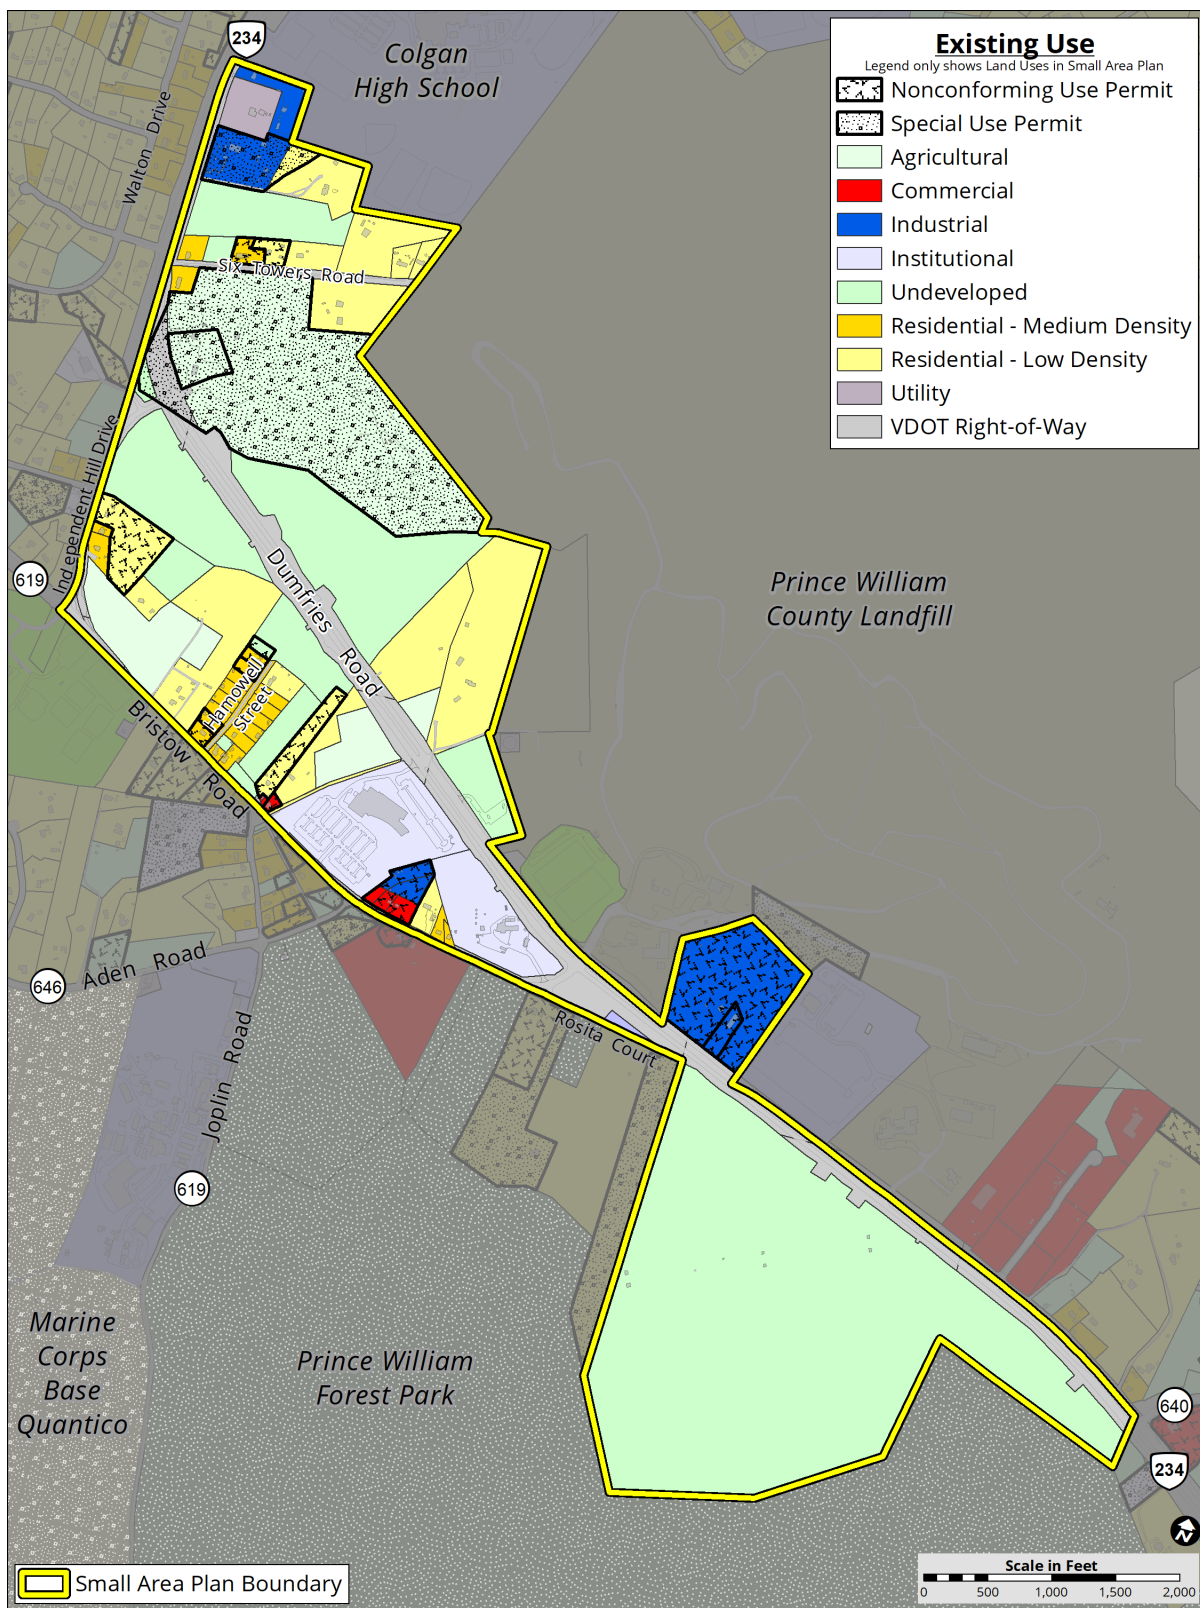 234
Colgan
High School
Existing Use
Legend only shows Land Uses in Small Area Plan
Nonconforming Use Permit
Special Use Permit
Agricultural
Commercial
Industrial
Institutional
Undeveloped
Residential - Medium Density
Residential - Low Density
Utility
VDOT Right-of-Way
Walton Drive
Six Towers Road
Independent Hill Drive
619
Dumfries Road
Prince William
County Landfill
Hamowell
Street
Bristow Road
Aden Road
646
Joplin Road
Rosita Court
619
Marine
Corps
Base
Quantico
Prince William
Forest Park
640
234
N
Small Area Plan Boundary
Scale in Feet
0 500 1,000 1,500 2,000